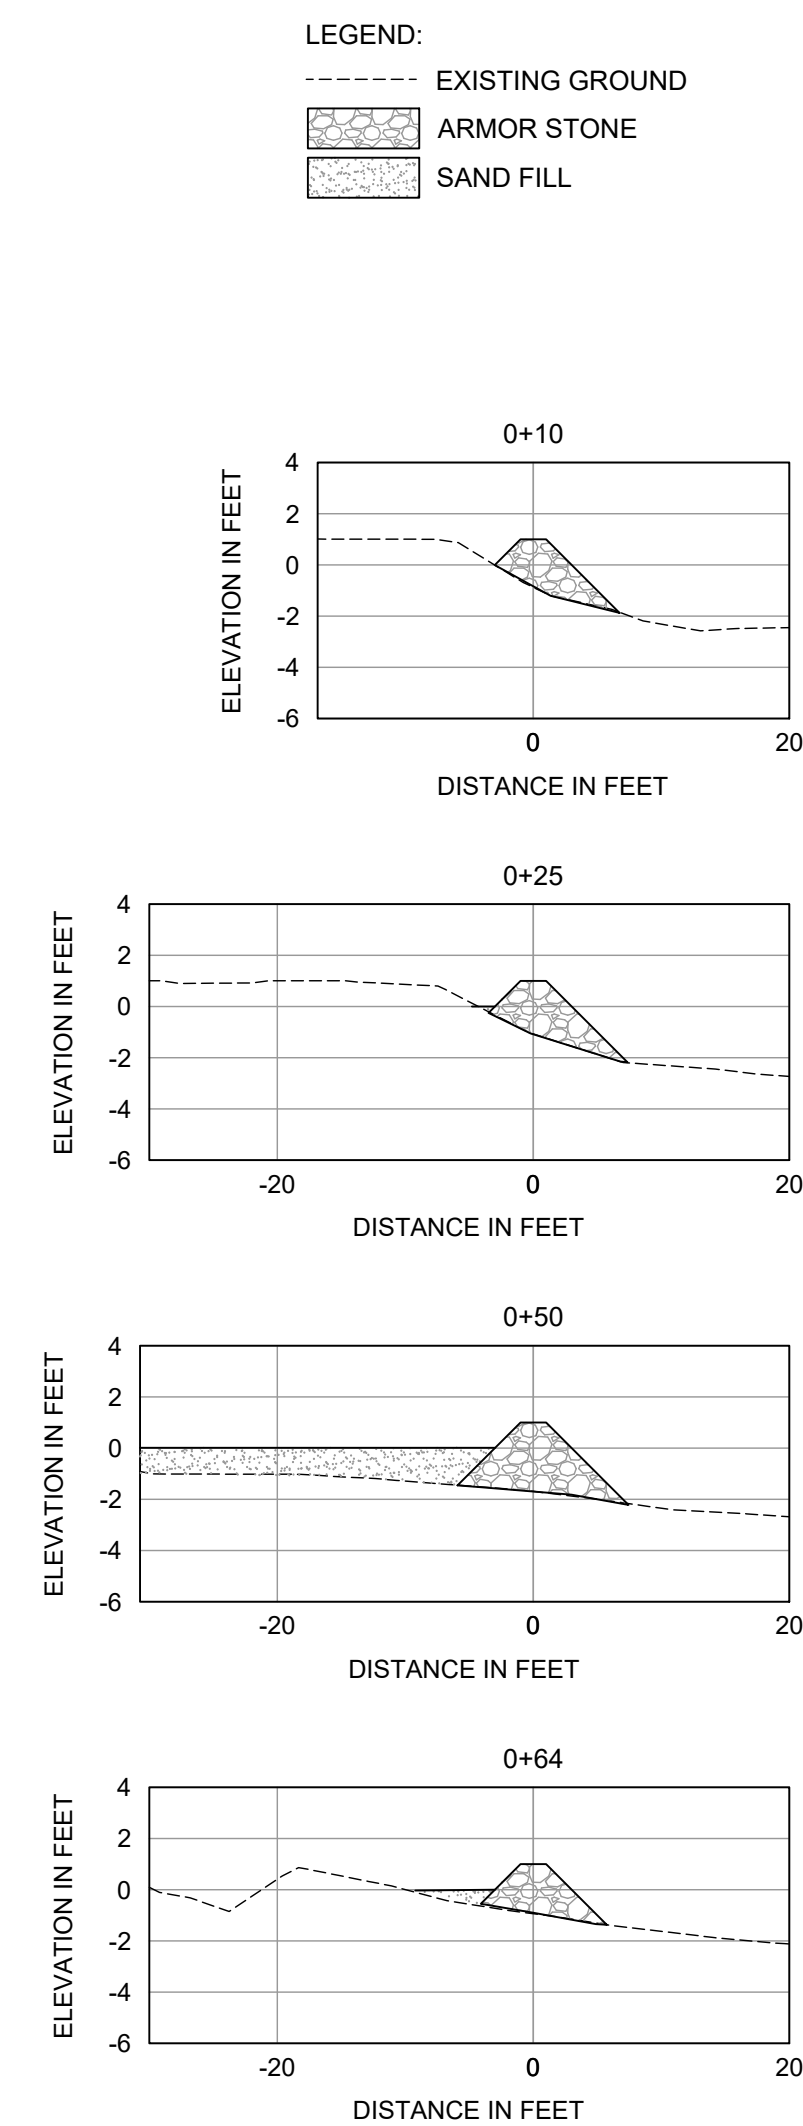 LEGEND:
EXISTING GROUND
ARMOR STONE
SAND FILL
0+10
ELEVATION IN FEET
4
2
0
-2
-4
-6
0 20
DISTANCE IN FEET
0+25
ELEVATION IN FEET
4
2
0
-2
-4
-6
-20 0 20
DISTANCE IN FEET
0+50
ELEVATION IN FEET
4
2
0
-2
-4
-6
-20 0 20
DISTANCE IN FEET
0+64
ELEVATION IN FEET
4
2
0
-2
-4
-6
-20 0 20
DISTANCE IN FEET